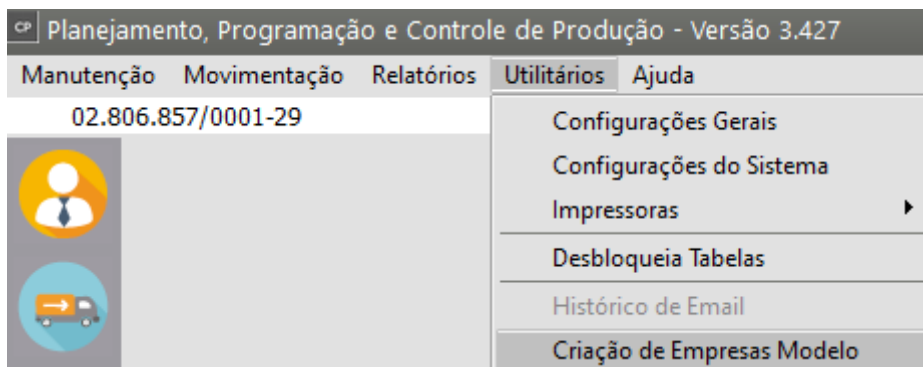 CP Planejamento, Programação e Controle de Produção - Versão 3.427
Manutenção Movimentação Relatórios Utilitários Ajuda
02.806.857/0001-29
Configurações Gerais
Configurações do Sistema
Impressoras
Desbloqueia Tabelas
Histórico de Email
Criação de Empresas Modelo